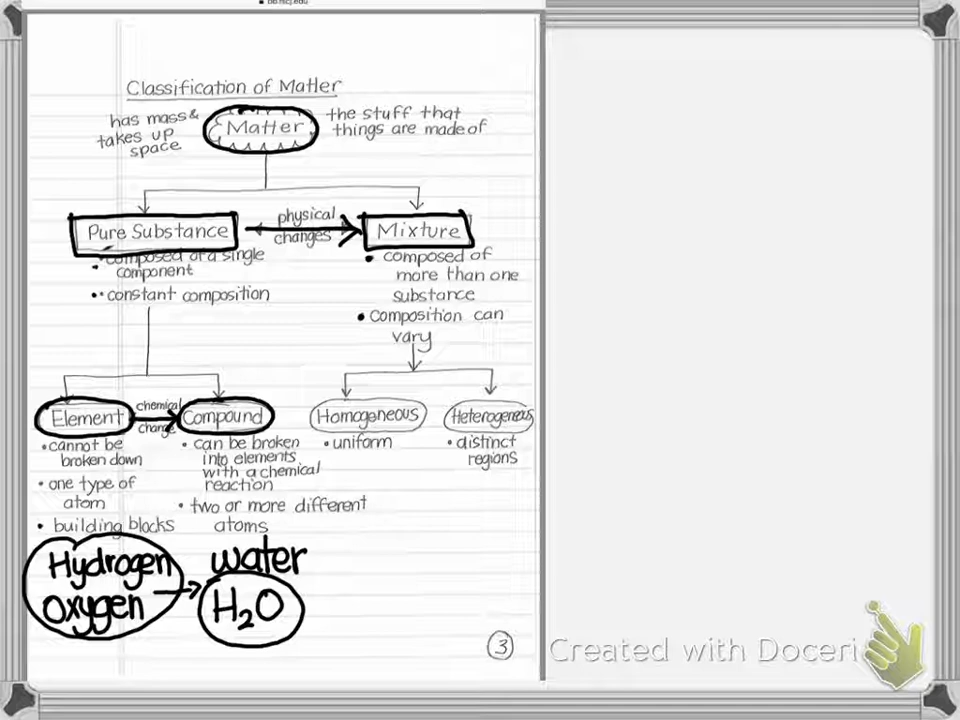 Classification of Matter
has mass &
takes up
space
Matter
the stuff that
things are made of
Pure Substance
physical
changes
Mixture
• composed of a single
component
• constant composition
• composed of
more than one
substance
• composition can
vary
Element
chemical
change
Compound
Homogeneous
Heterogeneous
• cannot be
broken down
• one type of
atom
• building blocks
• can be broken
into elements
with a chemical
reaction
• two or more different
atoms
• uniform
• distinct
regions
Hydrogen
oxygen
water
H₂O
3
Created with Doceri